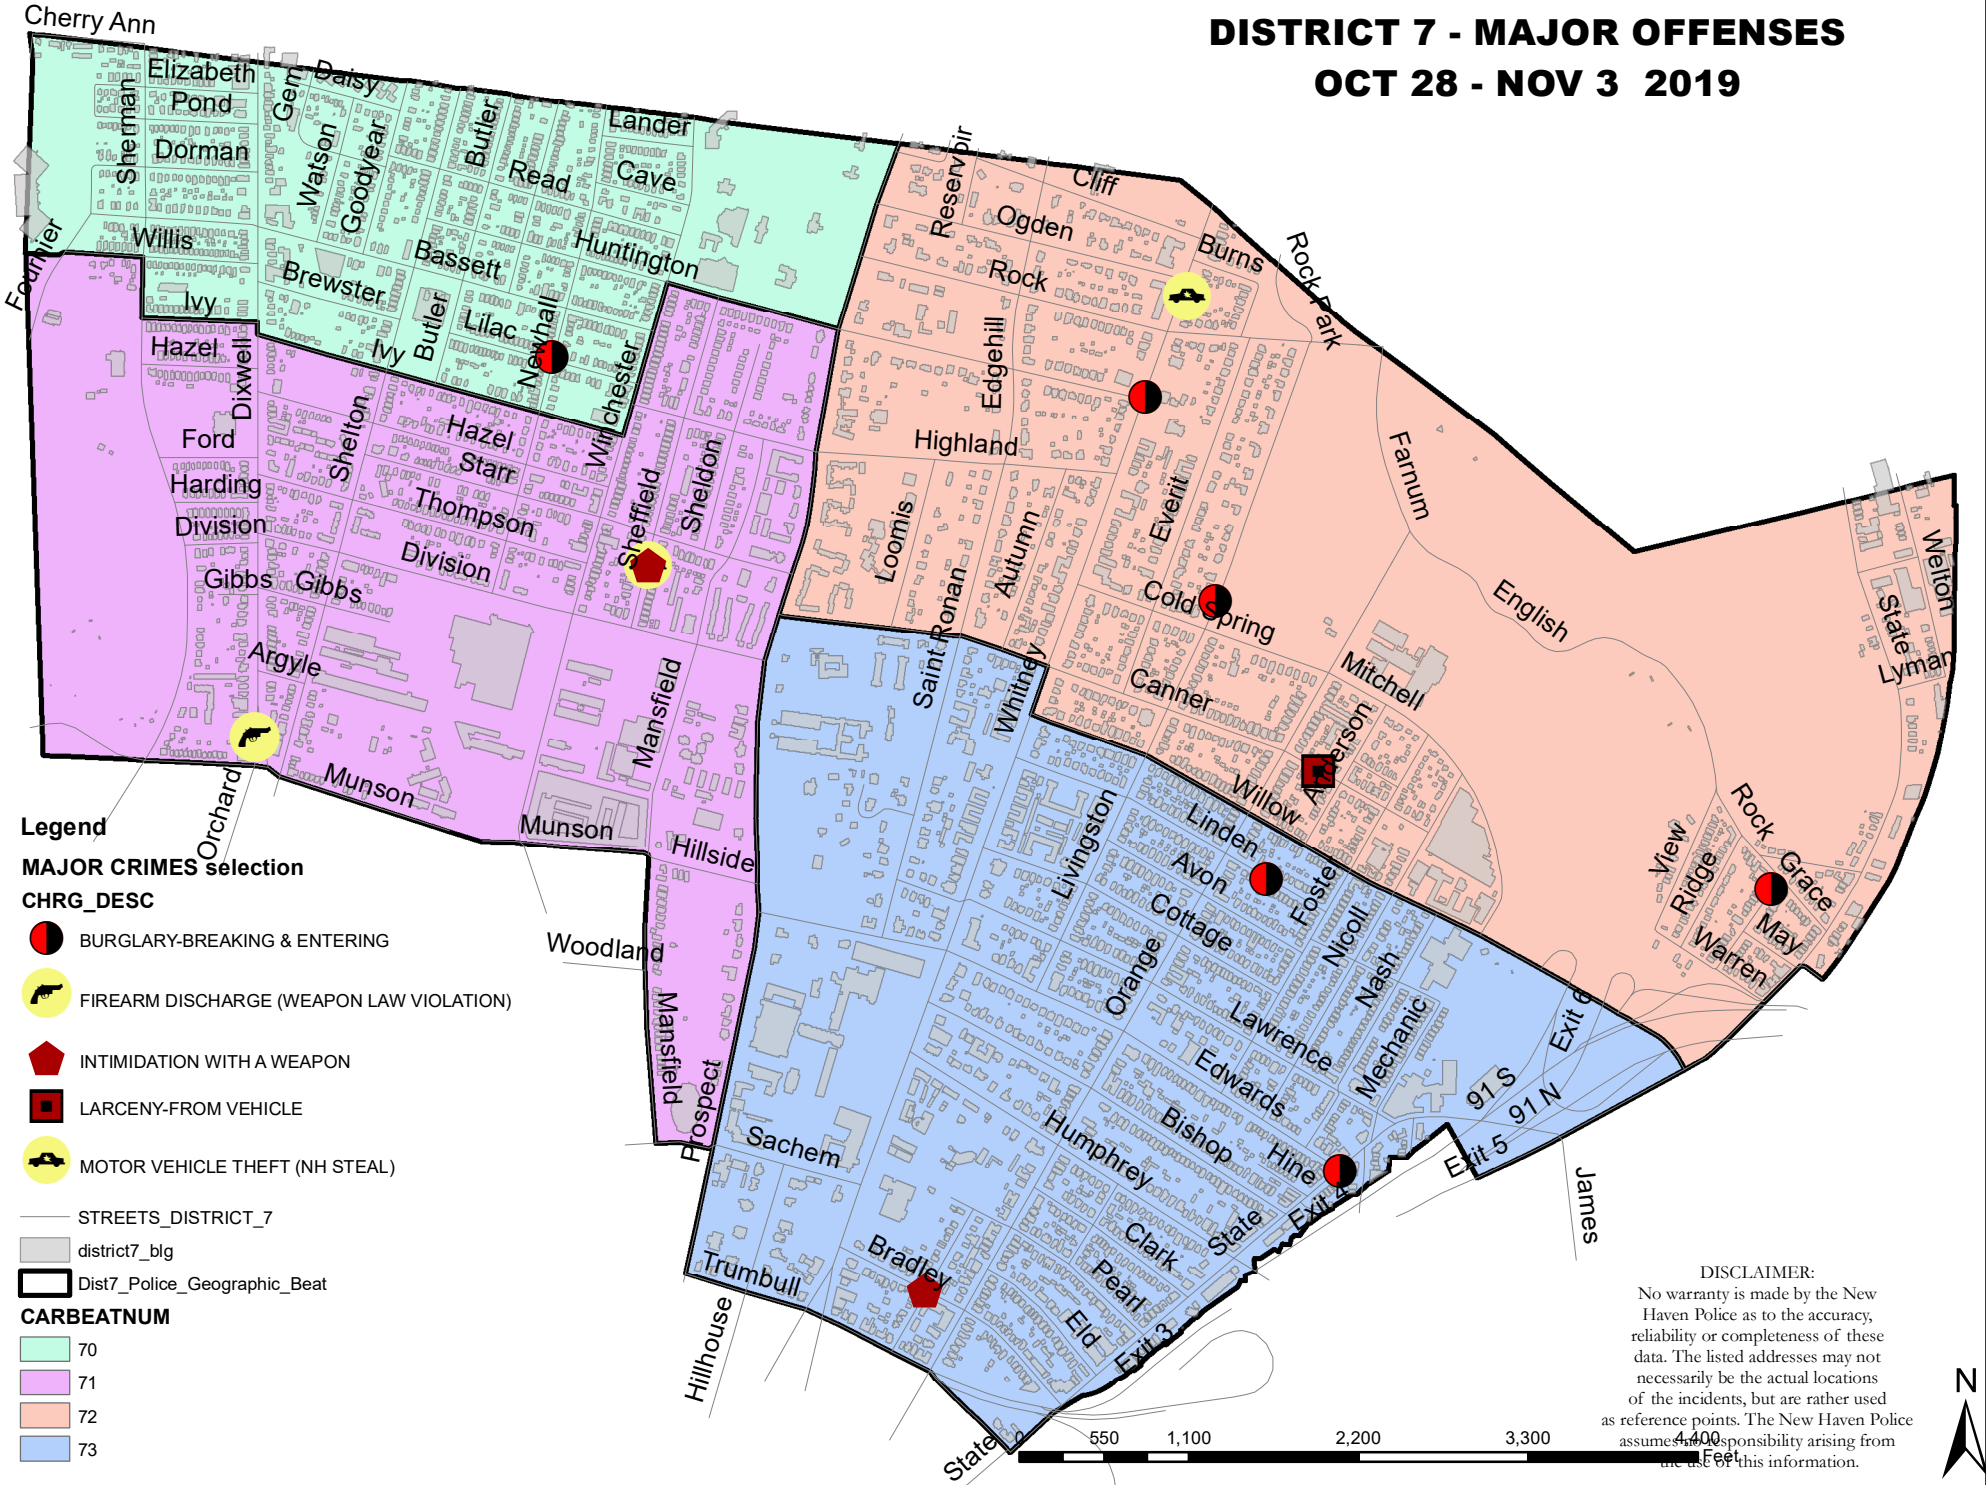 DISTRICT 7 - MAJOR OFFENSES
OCT 28 - NOV 3 2019
Cherry Ann
Elizabeth
Pond
Sherman
Dorman
Gem
Daisy
Watson
Goodyear
Butler
Read
Lander
Cave
Willis
Fournier
Brewster
Bassett
Huntington
Ivy
Butler
Lilac
Newhall
Ivy
Winchester
Hazel
Dixwell
Ford
Harding
Division
Gibbs
Gibbs
Shelton
Hazel
Starr
Thompson
Division
Sheffield
Sheldon
Argyle
Orchard
Munson
Munson
Mansfield
Hillside
Woodland
Mansfield
Prospect
Reservoir
Cliff
Ogden
Rock
Burns
Rock Park
Edgehill
Highland
Everit
Farnum
Loomis
Autumn
Saint Ronan
Whitney
Cold Spring
Canner
English
Mitchell
Anderson
Willow
Welton
State
Lyman
View
Ridge
Rock
Grace
May
Warren
Linden
Livingston
Avon
Cottage
Foster
Nicoll
Nash
Orange
Lawrence
Mechanic
Edwards
Bishop
Humphrey
Hine
Exit 6
91 S
91 N
Exit 5
Exit 4
James
State
Clark
Pearl
Eld
Exit 3
Sachem
Bradley
Trumbull
Hillhouse
State
Legend
MAJOR CRIMES selection
CHRG_DESC
BURGLARY-BREAKING & ENTERING
FIREARM DISCHARGE (WEAPON LAW VIOLATION)
INTIMIDATION WITH A WEAPON
LARCENY-FROM VEHICLE
MOTOR VEHICLE THEFT (NH STEAL)
STREETS_DISTRICT_7
district7_blg
Dist7_Police_Geographic_Beat
CARBEATNUM
70
71
72
73
DISCLAIMER:
No warranty is made by the New
Haven Police as to the accuracy,
reliability or completeness of these
data. The listed addresses may not
necessarily be the actual locations
of the incidents, but are rather used
as reference points. The New Haven Police
assumes no responsibility arising from
the use of this information.
0 550 1,100 2,200 3,300 4,400
Feet
N